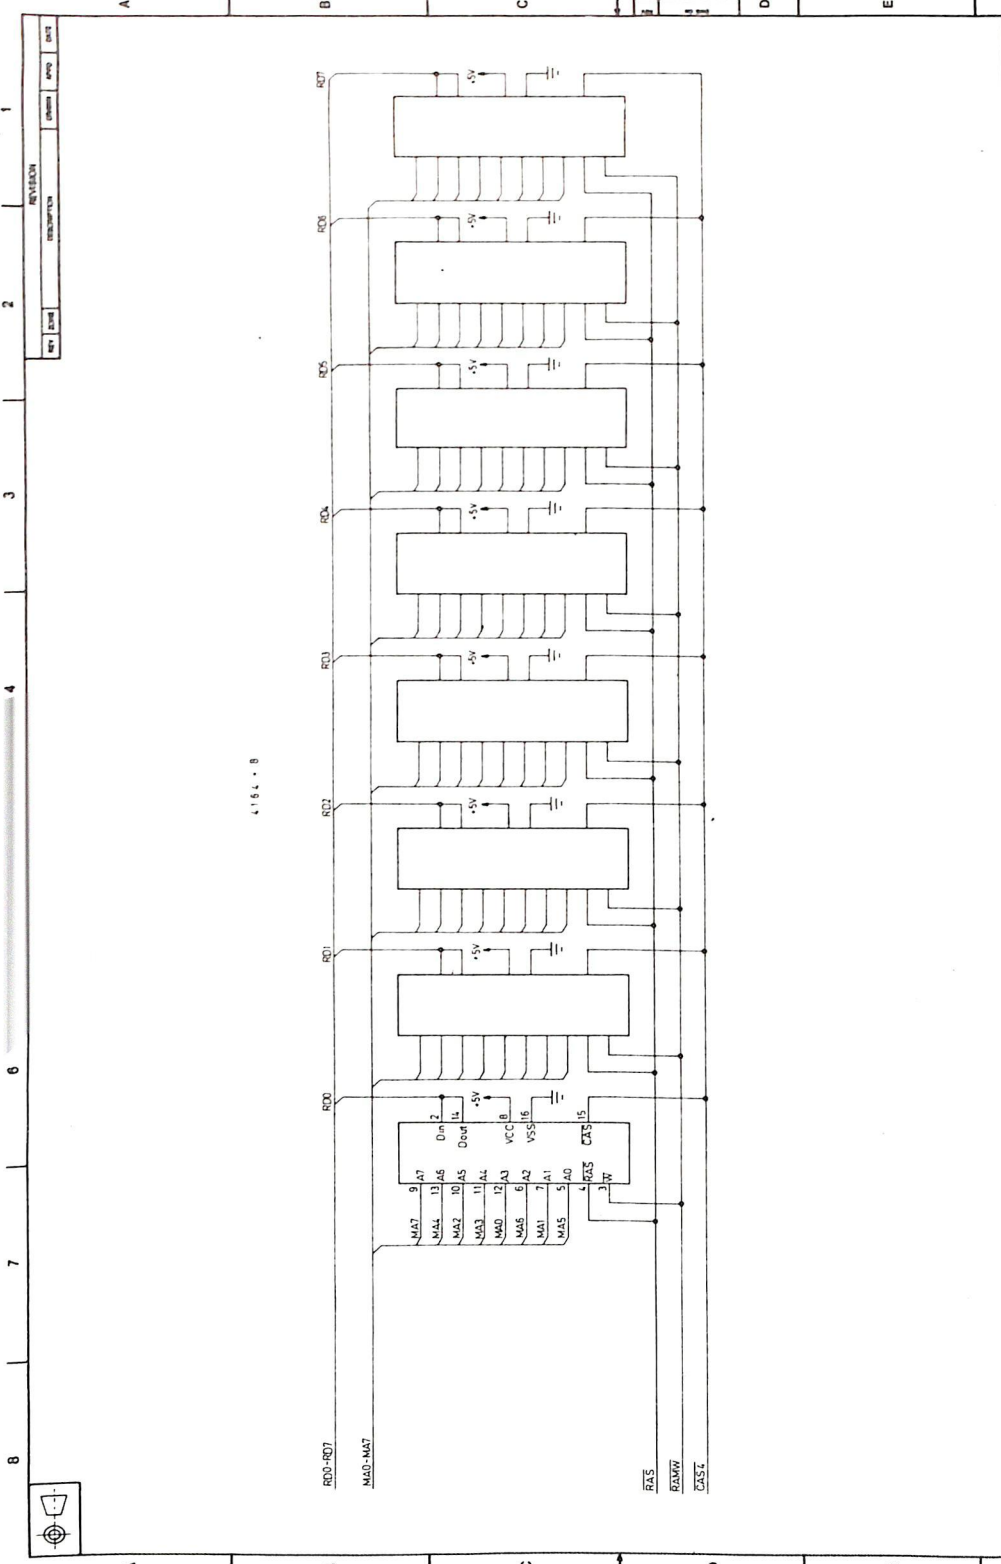 A
B
C
D
E
1
2
3
4
6
7
8
REVISION
REV
ZONE
DESCRIPTION
APPD
DATE
4164 * 8
RD7
+5V
RD6
+5V
RD5
+5V
RD4
+5V
RD3
+5V
RD2
+5V
RD1
+5V
RD0
+5V
Din 2
Dout 14
VCC 8
VSS 16
CAS 15
MA7 9 A7
MA4 13 A6
MA2 10 A5
MA3 11 A4
MA0 12 A3
MA6 6 A2
MA1 7 A1
MA5 5 A0
4 RAS
3 W
RD0-RD7
MA0-MA7
RAS
RAMW
CAS4